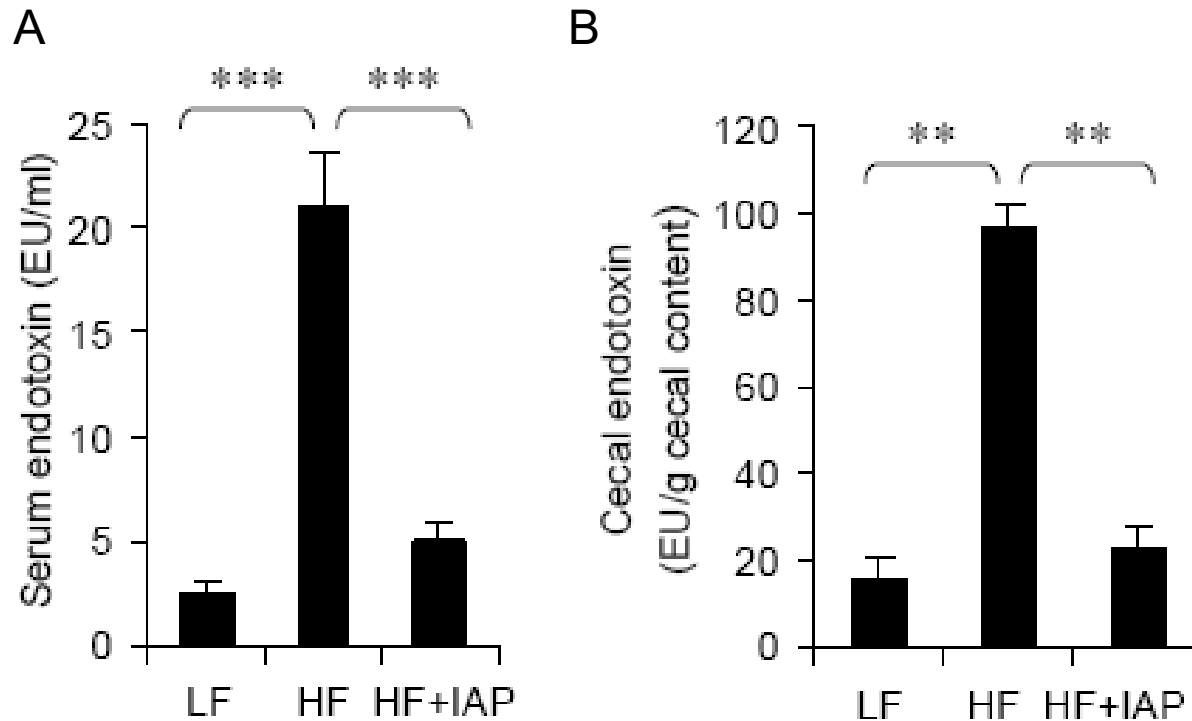 A
B
***
***
**
**
Serum endotoxin (EU/ml)
25
20
15
10
5
0
LF
HF
HF+IAP
Cecal endotoxin
(EU/g cecal content)
120
100
80
60
40
20
0
LF
HF
HF+IAP